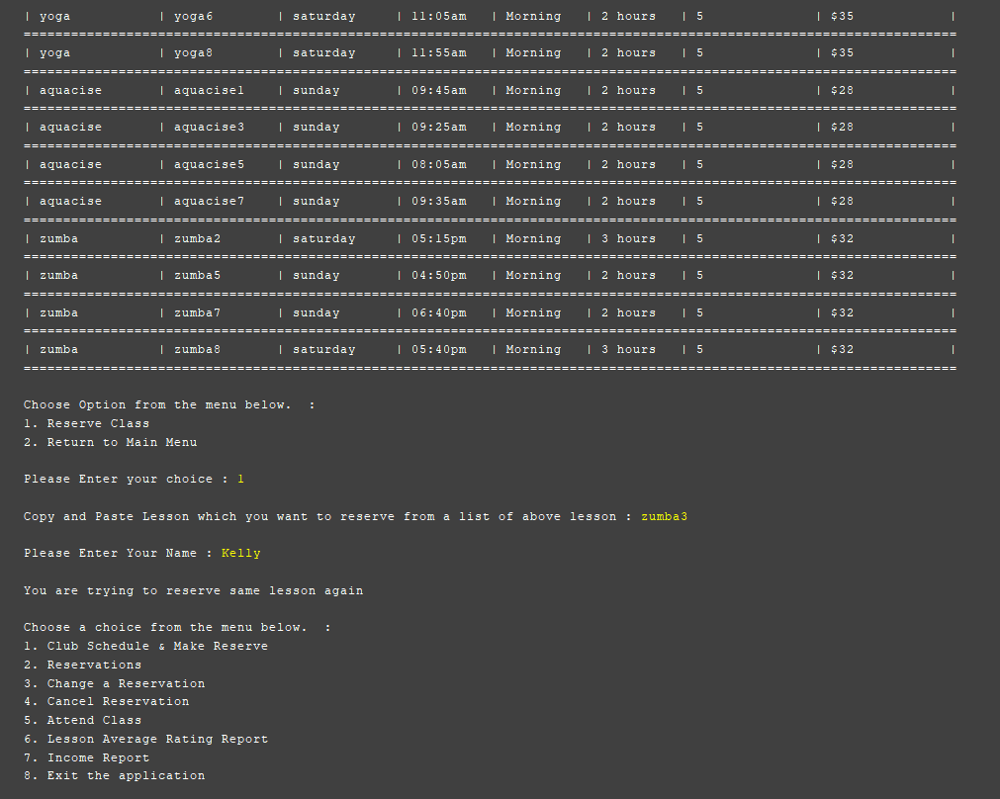 | yoga | yoga6 | saturday | 11:05am | Morning | 2 hours | 5 | $35 |
=======================================================================================================================
| yoga | yoga8 | saturday | 11:55am | Morning | 2 hours | 5 | $35 |
=======================================================================================================================
| aquacise | aquacise1 | sunday | 09:45am | Morning | 2 hours | 5 | $28 |
=======================================================================================================================
| aquacise | aquacise3 | sunday | 09:25am | Morning | 2 hours | 5 | $28 |
=======================================================================================================================
| aquacise | aquacise5 | sunday | 08:05am | Morning | 2 hours | 5 | $28 |
=======================================================================================================================
| aquacise | aquacise7 | sunday | 09:35am | Morning | 2 hours | 5 | $28 |
=======================================================================================================================
| zumba | zumba2 | saturday | 05:15pm | Morning | 3 hours | 5 | $32 |
=======================================================================================================================
| zumba | zumba5 | sunday | 04:50pm | Morning | 2 hours | 5 | $32 |
=======================================================================================================================
| zumba | zumba7 | sunday | 06:40pm | Morning | 2 hours | 5 | $32 |
=======================================================================================================================
| zumba | zumba8 | saturday | 05:40pm | Morning | 3 hours | 5 | $32 |
=======================================================================================================================
Choose Option from the menu below.  :
1. Reserve Class
2. Return to Main Menu
Please Enter your choice : 1
Copy and Paste Lesson which you want to reserve from a list of above lesson : zumba3
Please Enter Your Name : Kelly
You are trying to reserve same lesson again
Choose a choice from the menu below.  :
1. Club Schedule & Make Reserve
2. Reservations
3. Change a Reservation
4. Cancel Reservation
5. Attend Class
6. Lesson Average Rating Report
7. Income Report
8. Exit the application